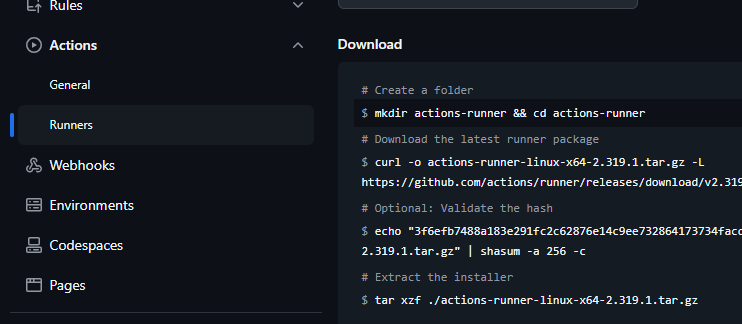 Rules
Actions
General
Runners
Webhooks
Environments
Codespaces
Pages
Download
# Create a folder
$ mkdir actions-runner && cd actions-runner
# Download the latest runner package
$ curl -o actions-runner-linux-x64-2.319.1.tar.gz -L
https://github.com/actions/runner/releases/download/v2.319
# Optional: Validate the hash
$ echo "3f6efb7488a183e291fc2c62876e14c9ee732864173734facc
2.319.1.tar.gz" | shasum -a 256 -c
# Extract the installer
$ tar xzf ./actions-runner-linux-x64-2.319.1.tar.gz